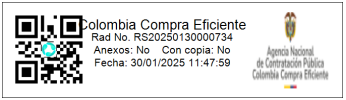 Colombia Compra Eficiente
Rad No. RS20250130000734
Anexos: No Con copia: No
Fecha: 30/01/2025 11:47:59
Agencia Nacional
de Contratación Pública
Colombia Compra Eficiente